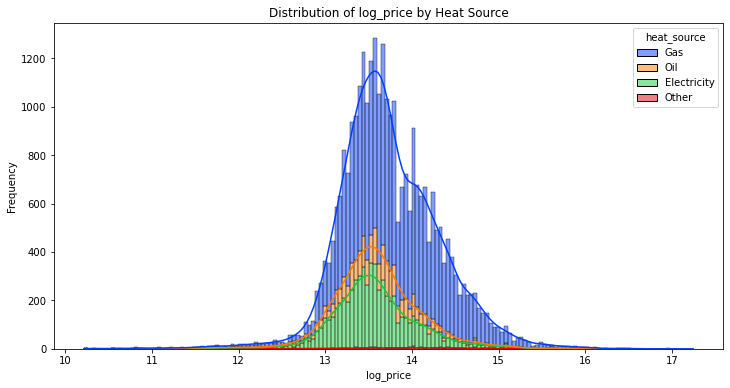 Distribution of log_price by Heat Source
heat_source
Gas
Oil
Electricity
Other
Frequency
1200
1000
800
600
400
200
0
10 11 12 13 14 15 16 17
log_price